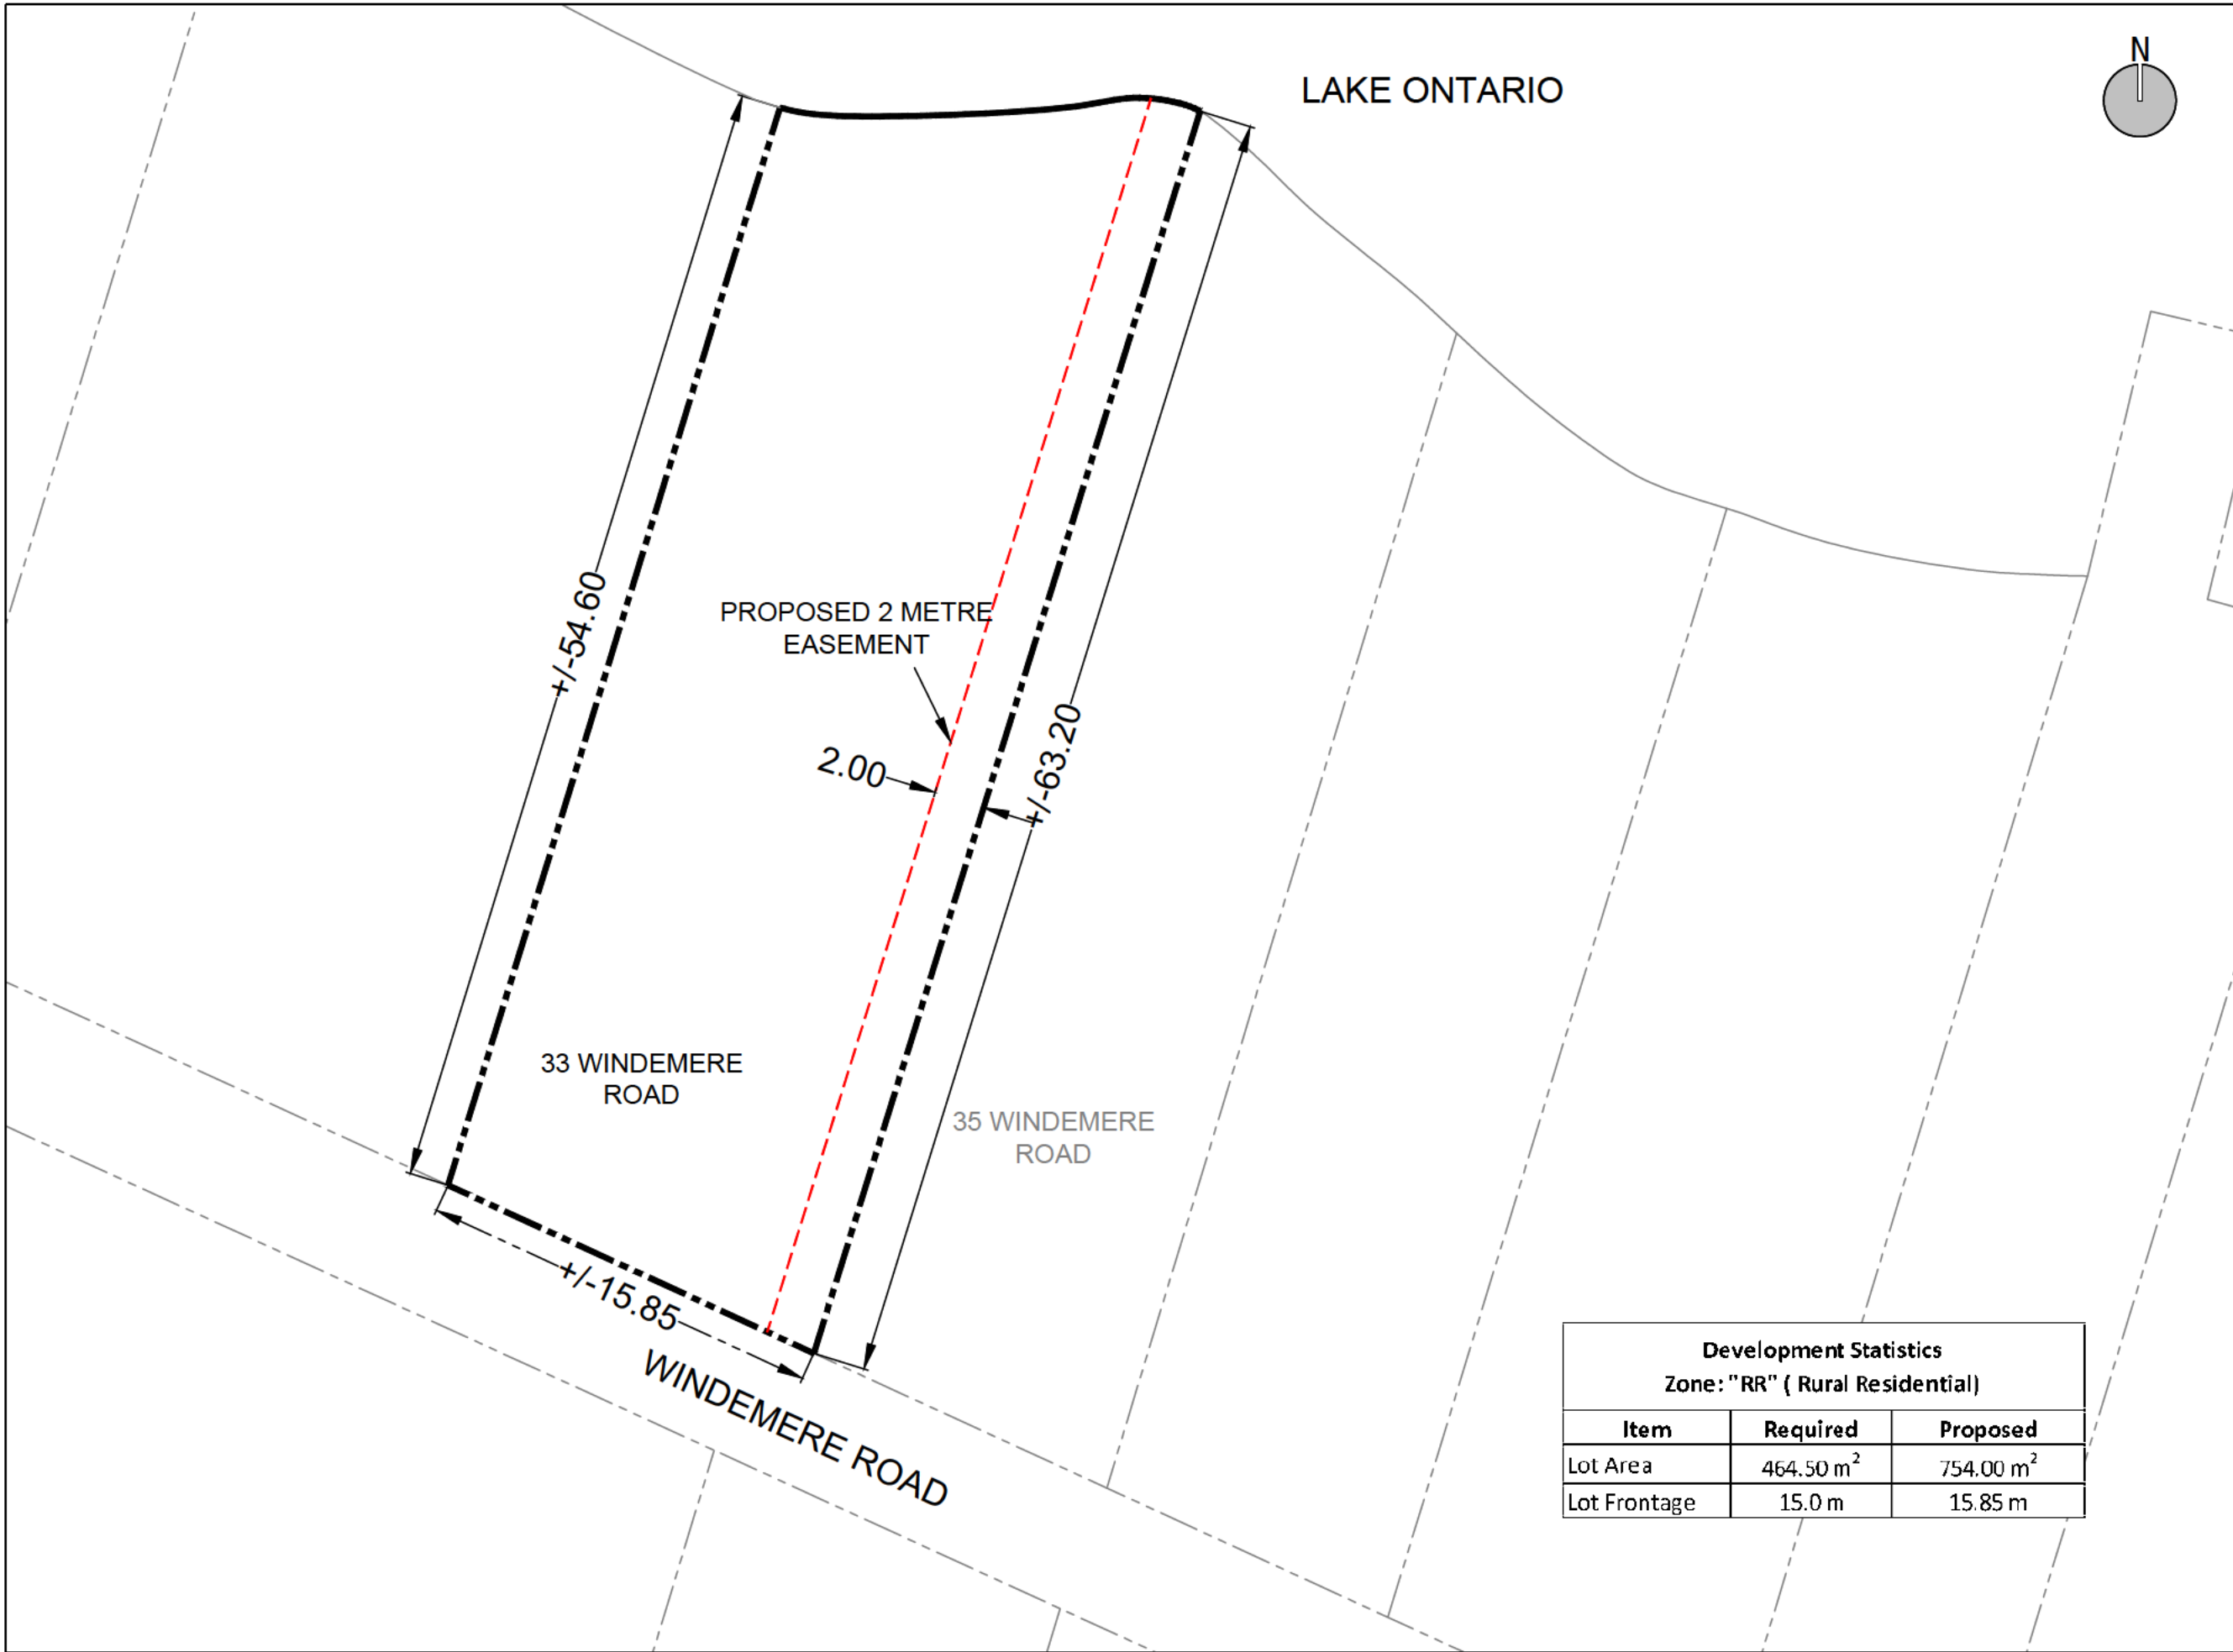 N
LAKE ONTARIO
+/-54.60
PROPOSED 2 METRE
EASEMENT
2.00
+/-63.20
33 WINDEMERE
ROAD
35 WINDEMERE
ROAD
+/-15.85
WINDEMERE ROAD
Development Statistics
Zone: "RR" ( Rural Residential)
Item Required Proposed
Lot Area 464.50 m² 754.00 m²
Lot Frontage 15.0 m 15.85 m